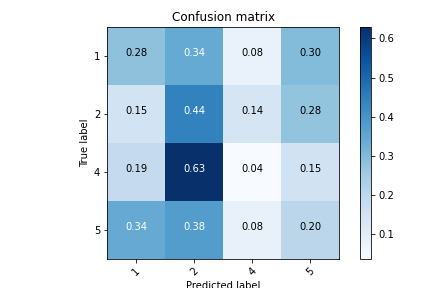 Confusion matrix
0.6
1 0.28 0.34 0.08 0.30
0.5
2 0.15 0.44 0.14 0.28
0.4
True label
0.3
4 0.19 0.63 0.04 0.15
0.2
5 0.34 0.38 0.08 0.20
0.1
1 2 4 5
Predicted label